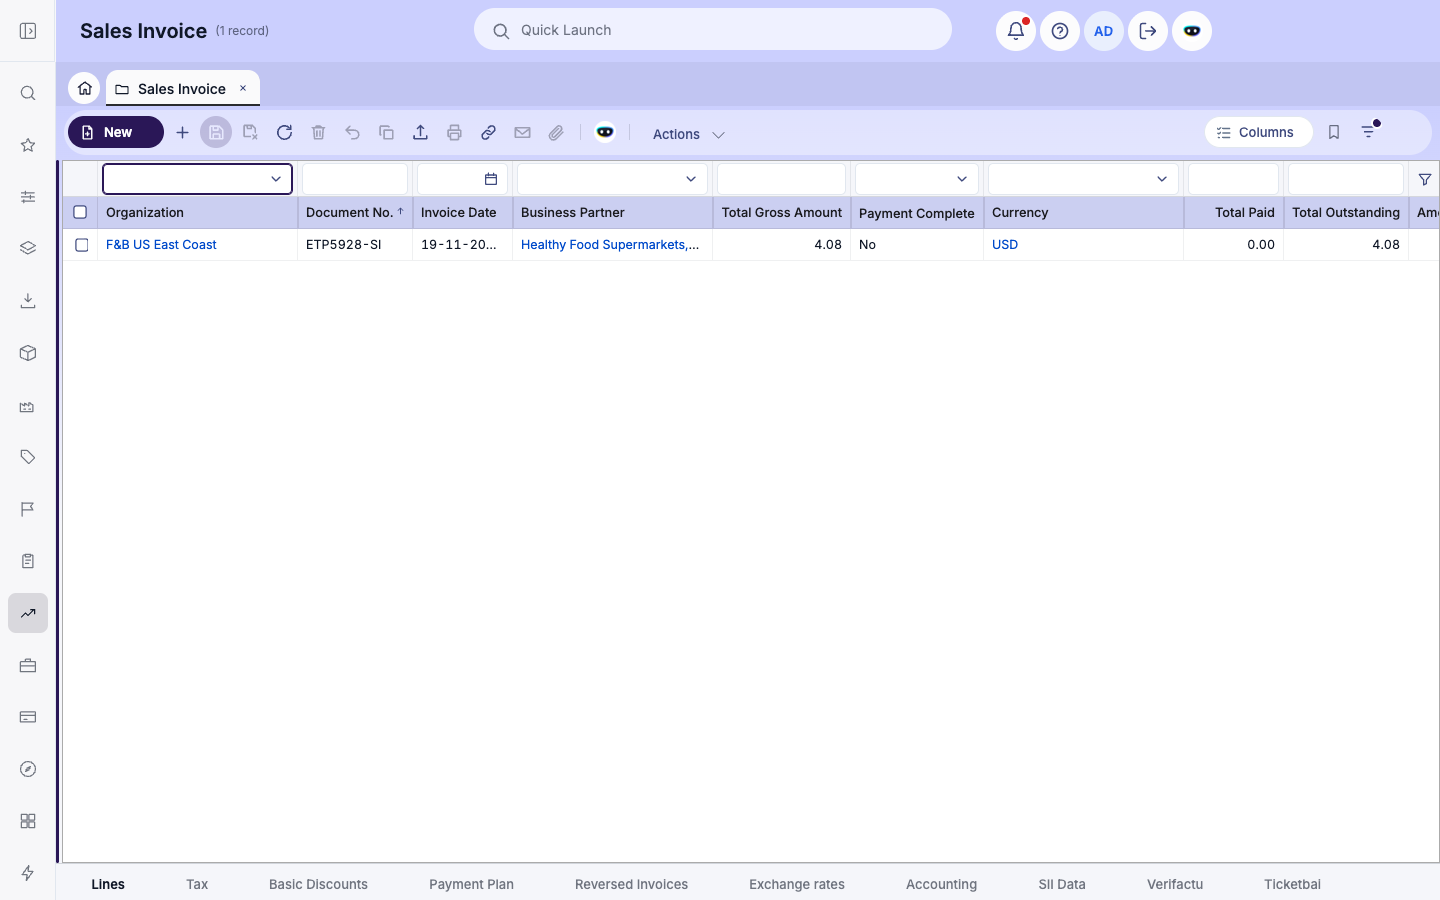 Sales Invoice (1 record)
Quick Launch
AD
Sales Invoice ×
New
Actions
Columns
Organization Document No. ↑ Invoice Date Business Partner Total Gross Amount Payment Complete Currency Total Paid Total Outstanding Amo
F&B US East Coast ETP5928-SI 19-11-20... Healthy Food Supermarkets,... 4.08 No USD 0.00 4.08
Lines Tax Basic Discounts Payment Plan Reversed Invoices Exchange rates Accounting SII Data Verifactu Ticketbai